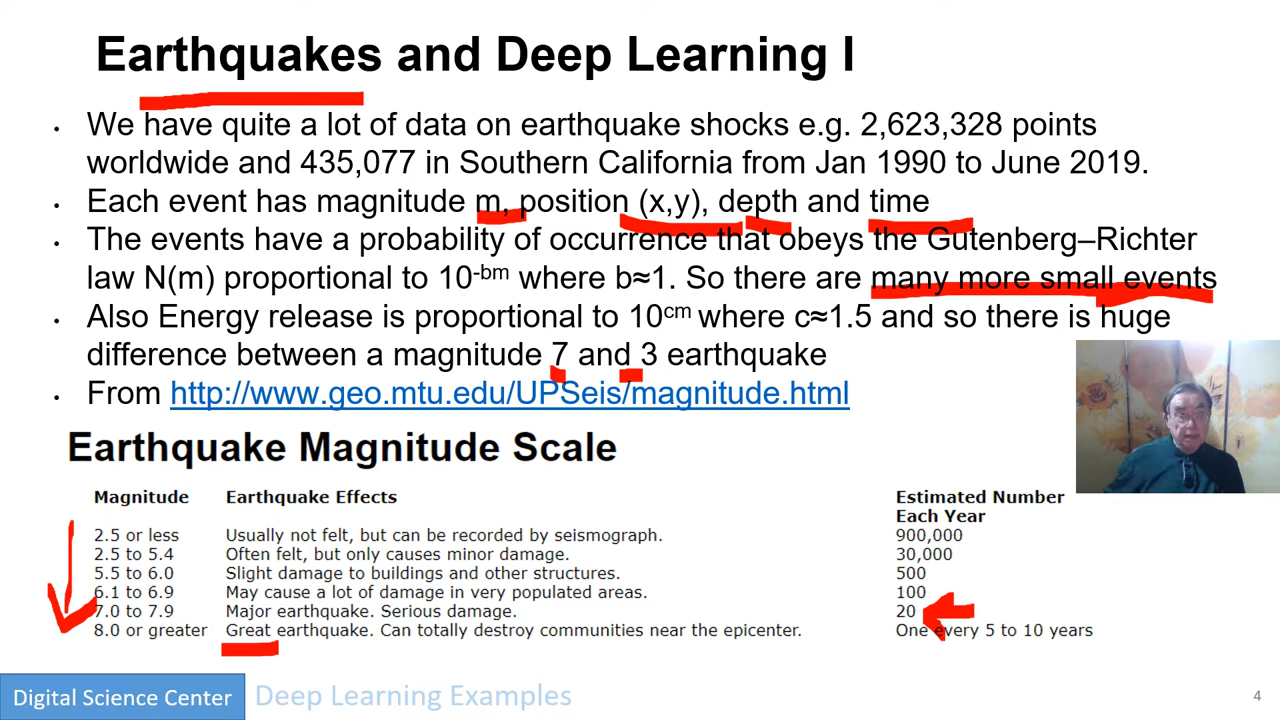 Earthquakes and Deep Learning I
• We have quite a lot of data on earthquake shocks e.g. 2,623,328 points
worldwide and 435,077 in Southern California from Jan 1990 to June 2019.
• Each event has magnitude m, position (x,y), depth and time
• The events have a probability of occurrence that obeys the Gutenberg–Richter
law N(m) proportional to 10-bm where b≈1. So there are many more small events
• Also Energy release is proportional to 10cm where c≈1.5 and so there is huge
difference between a magnitude 7 and 3 earthquake
• From http://www.geo.mtu.edu/UPSeis/magnitude.html
Earthquake Magnitude Scale
Magnitude Earthquake Effects Estimated Number
Each Year
2.5 or less Usually not felt, but can be recorded by seismograph. 900,000
2.5 to 5.4 Often felt, but only causes minor damage. 30,000
5.5 to 6.0 Slight damage to buildings and other structures. 500
6.1 to 6.9 May cause a lot of damage in very populated areas. 100
7.0 to 7.9 Major earthquake. Serious damage. 20
8.0 or greater Great earthquake. Can totally destroy communities near the epicenter. One every 5 to 10 years
Digital Science Center Deep Learning Examples 4